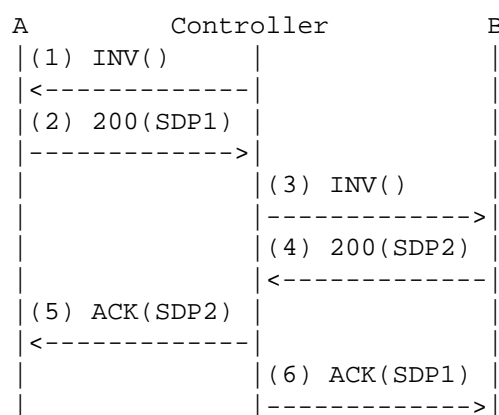 A Controller B
(1) INV()
(2) 200(SDP1)
(3) INV()
(4) 200(SDP2)
(5) ACK(SDP2)
(6) ACK(SDP1)